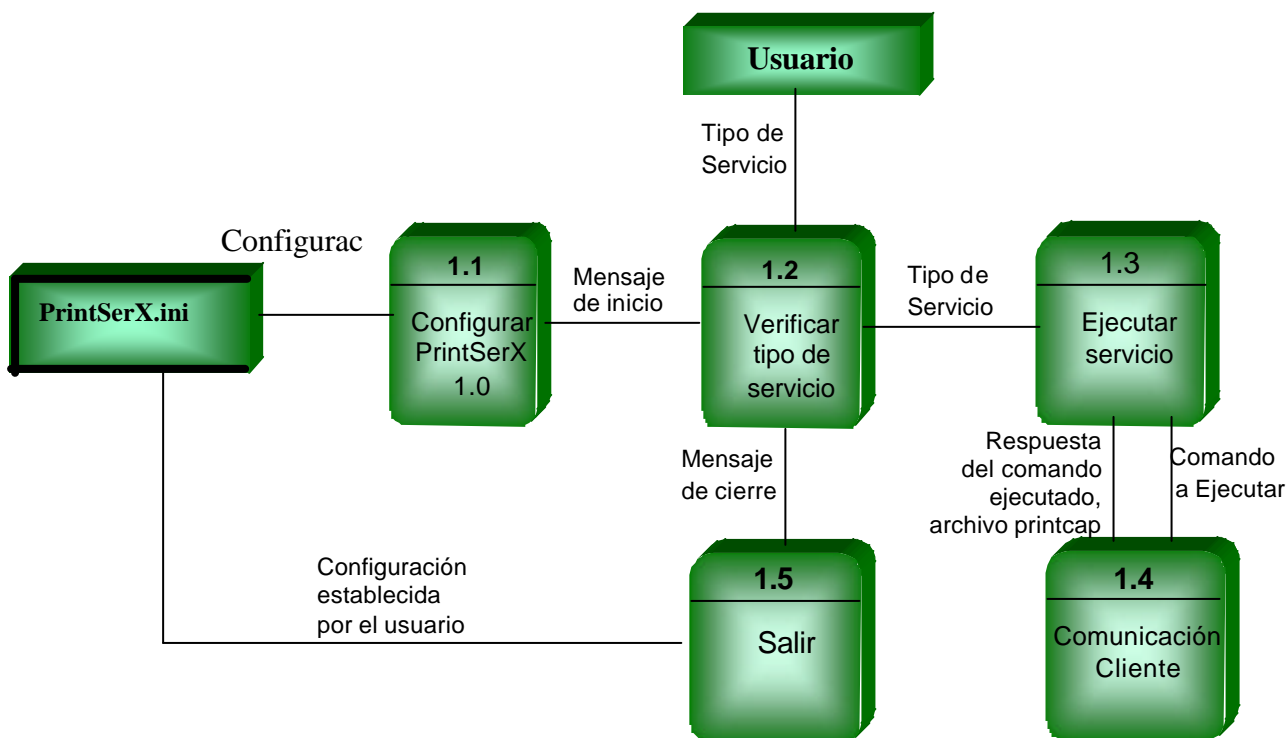 Usuario
Tipo de
Servicio
Configurac
PrintSerX.ini
1.1
Configurar
PrintSerX
1.0
Mensaje
de inicio
1.2
Verificar
tipo de
servicio
Tipo de
Servicio
1.3
Ejecutar
servicio
Mensaje
de cierre
Respuesta
del comando
ejecutado,
archivo printcap
Comando
a Ejecutar
Configuración
establecida
por el usuario
1.5
Salir
1.4
Comunicación
Cliente